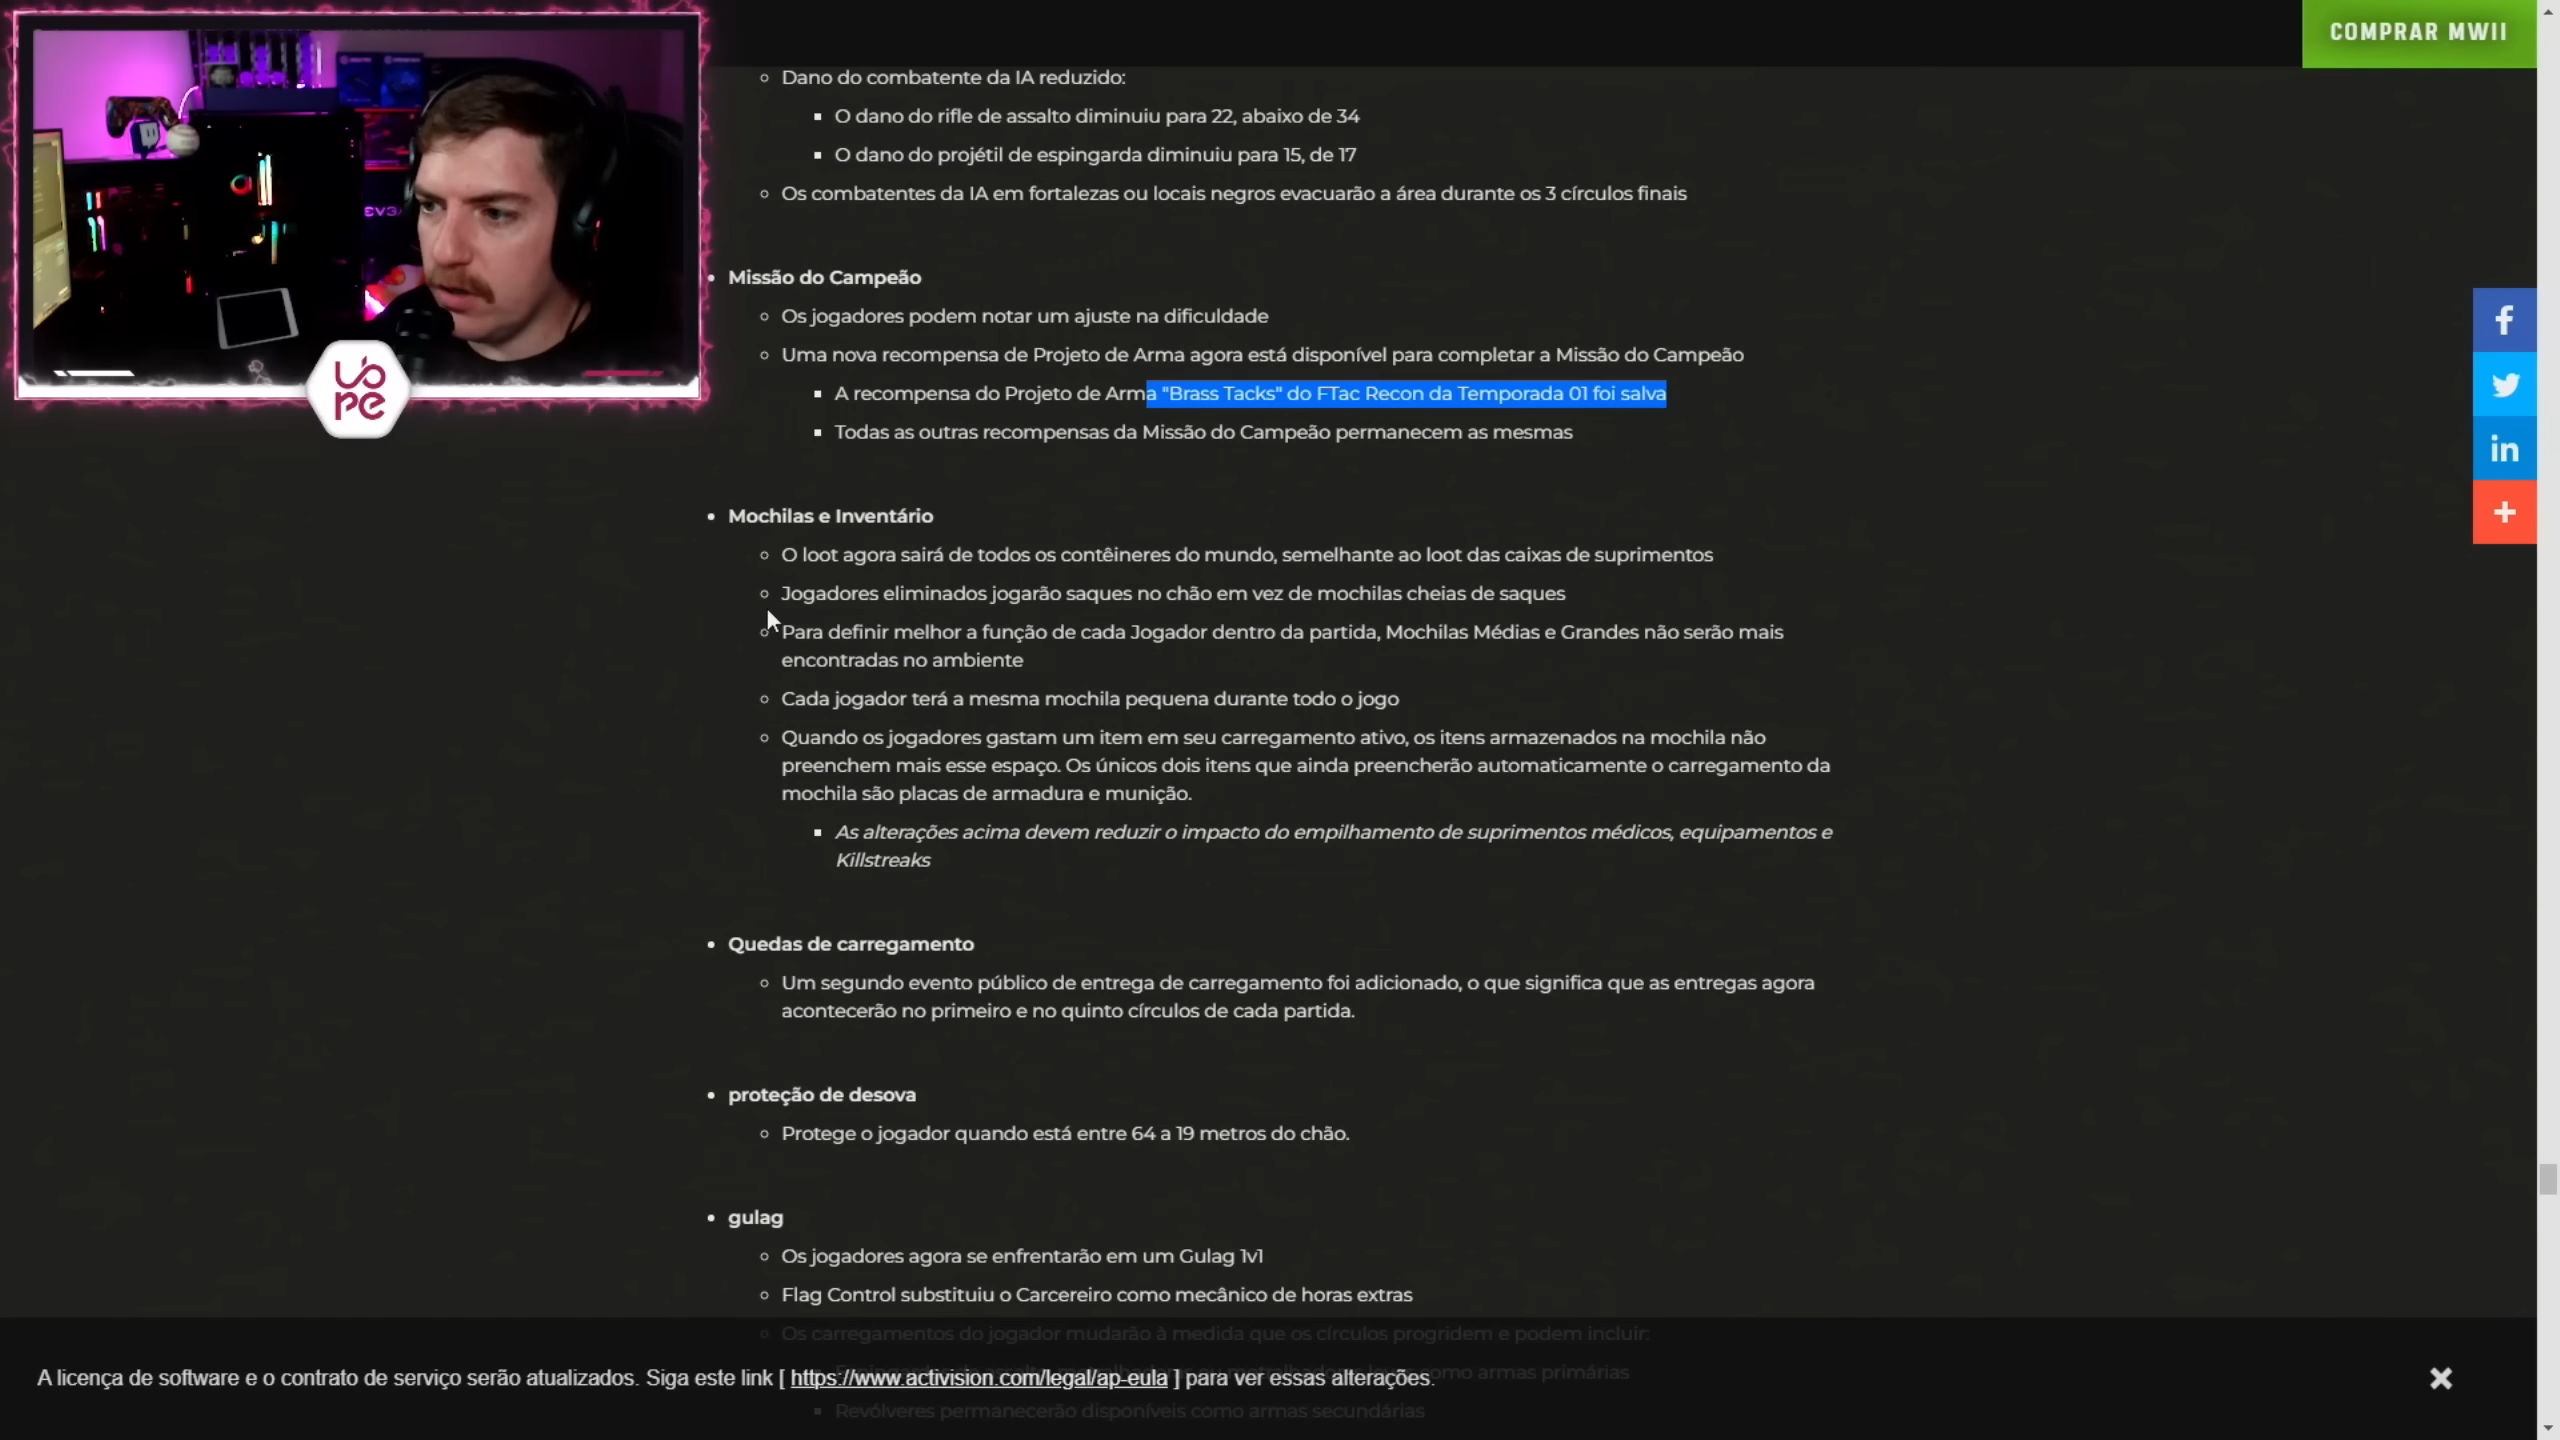 COMPRAR MWII
Dano do combatente da IA reduzido:
O dano do rifle de assalto diminuiu para 22, abaixo de 34
O dano do projétil de espingarda diminuiu para 15, de 17
Os combatentes da IA em fortalezas ou locais negros evacuarão a área durante os 3 círculos finais
EVGA
UÓPE
Missão do Campeão
Os jogadores podem notar um ajuste na dificuldade
Uma nova recompensa de Projeto de Arma agora está disponível para completar a Missão do Campeão
A recompensa do Projeto de Arma "Brass Tacks" do FTac Recon da Temporada 01 foi salva
Todas as outras recompensas da Missão do Campeão permanecem as mesmas
Mochilas e Inventário
O loot agora sairá de todos os contêineres do mundo, semelhante ao loot das caixas de suprimentos
Jogadores eliminados jogarão saques no chão em vez de mochilas cheias de saques
Para definir melhor a função de cada Jogador dentro da partida, Mochilas Médias e Grandes não serão mais
encontradas no ambiente
Cada jogador terá a mesma mochila pequena durante todo o jogo
Quando os jogadores gastam um item em seu carregamento ativo, os itens armazenados na mochila não
preenchem mais esse espaço. Os únicos dois itens que ainda preencherão automaticamente o carregamento da
mochila são placas de armadura e munição.
As alterações acima devem reduzir o impacto do empilhamento de suprimentos médicos, equipamentos e
Killstreaks
Quedas de carregamento
Um segundo evento público de entrega de carregamento foi adicionado, o que significa que as entregas agora
acontecerão no primeiro e no quinto círculos de cada partida.
proteção de desova
Protege o jogador quando está entre 64 a 19 metros do chão.
gulag
Os jogadores agora se enfrentarão em um Gulag 1v1
Flag Control substituiu o Carcereiro como mecânico de horas extras
Os carregamentos do jogador mudarão à medida que os círculos progridem e podem incluir:
como armas primárias
A licença de software e o contrato de serviço serão atualizados. Siga este link [ https://www.activision.com/legal/ap-eula ] para ver essas alterações.
Revólveres permanecerão disponíveis como armas secundárias